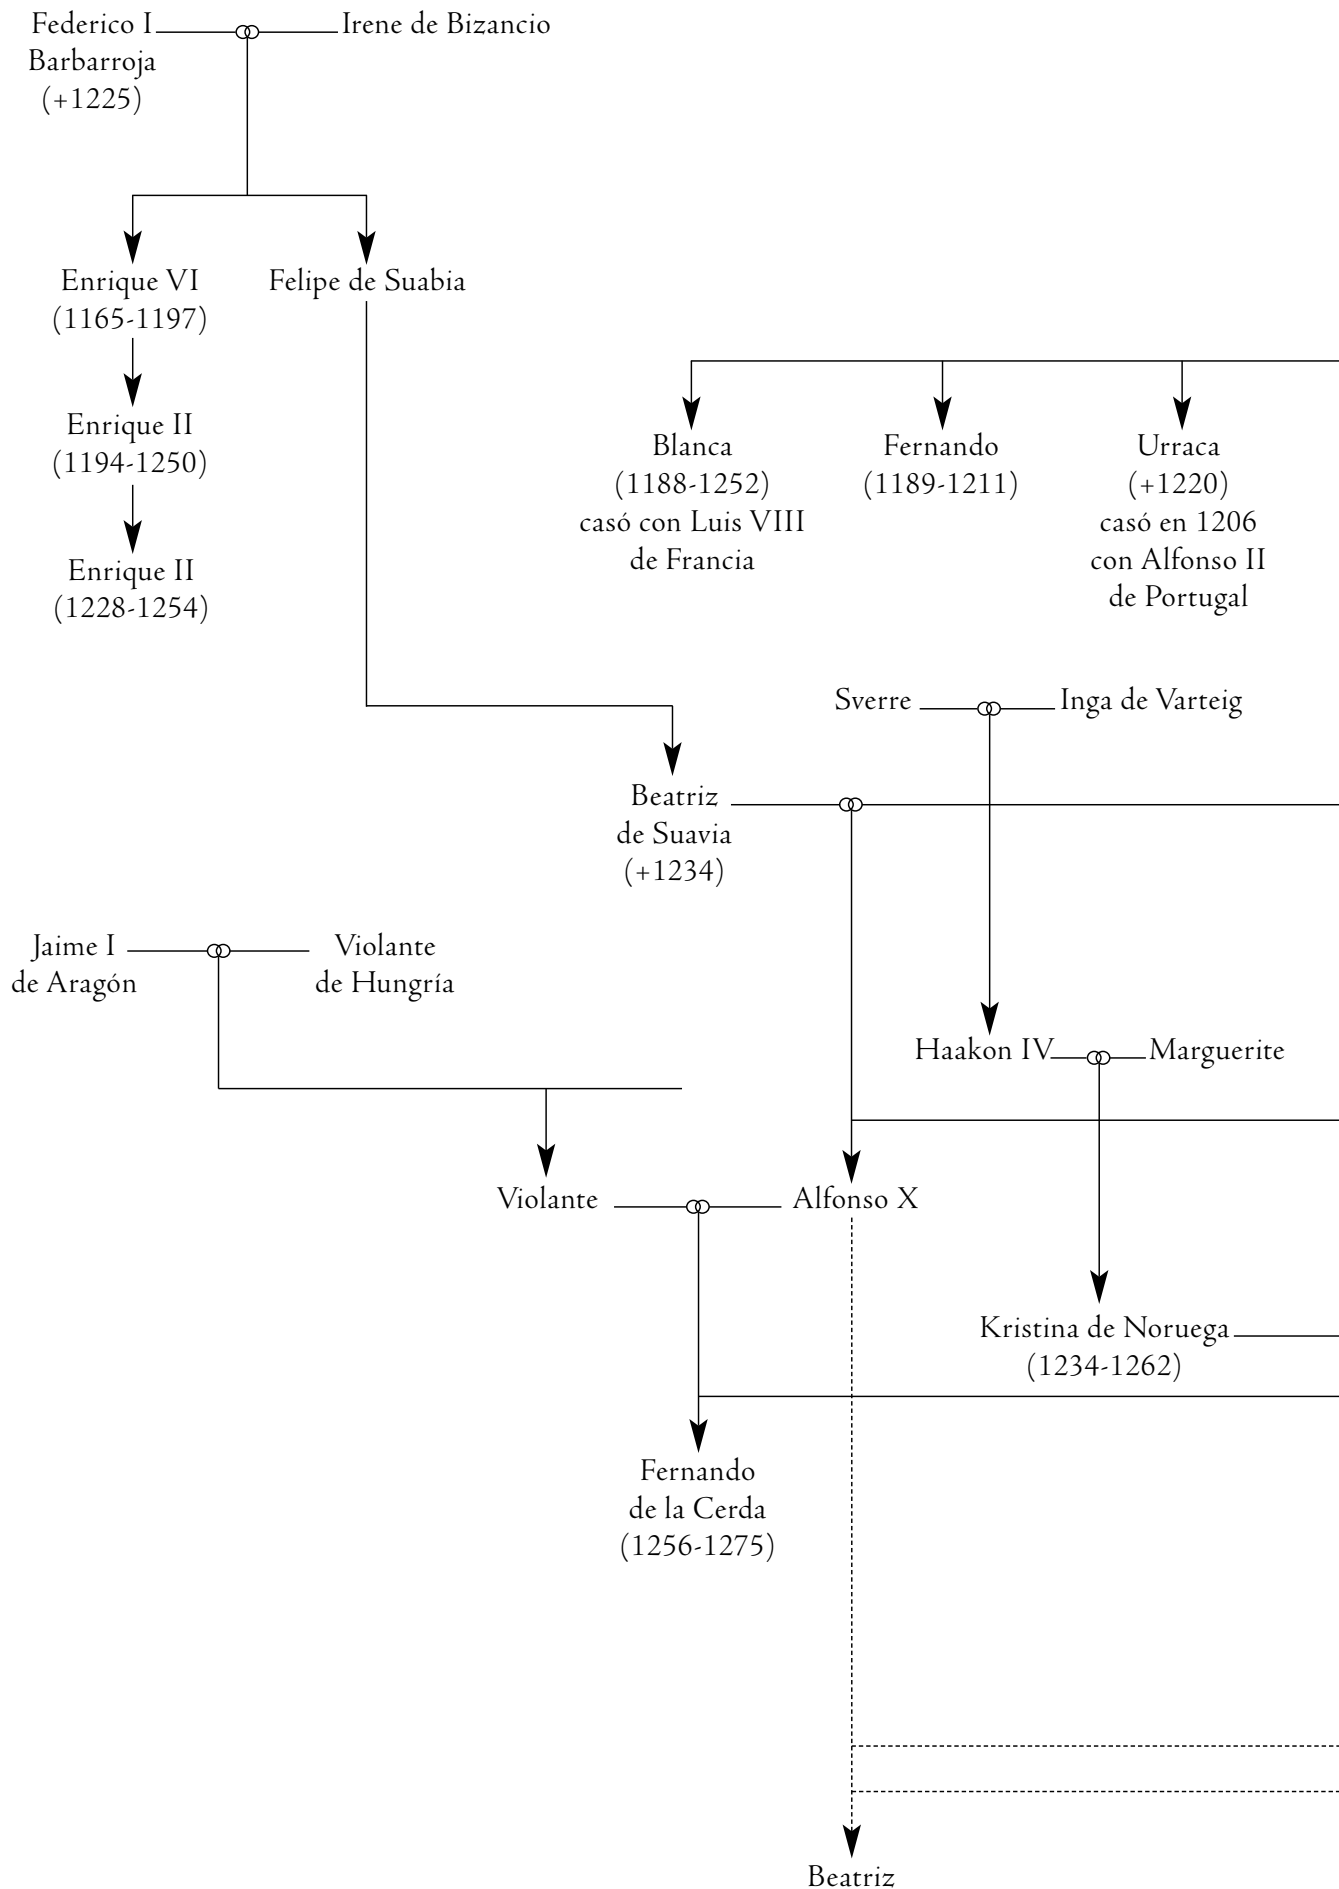 Federico I
Barbarroja
(+1225)
Irene de Bizancio
Enrique VI
(1165-1197)
Felipe de Suabia
Enrique II
(1194-1250)
Enrique II
(1228-1254)
Blanca
(1188-1252)
casó con Luis VIII
de Francia
Fernando
(1189-1211)
Urraca
(+1220)
casó en 1206
con Alfonso II
de Portugal
Sverre
Inga de Varteig
Beatriz
de Suavia
(+1234)
Jaime I
de Aragón
Violante
de Hungría
Haakon IV
Marguerite
Violante
Alfonso X
Kristina de Noruega
(1234-1262)
Fernando
de la Cerda
(1256-1275)
Beatriz